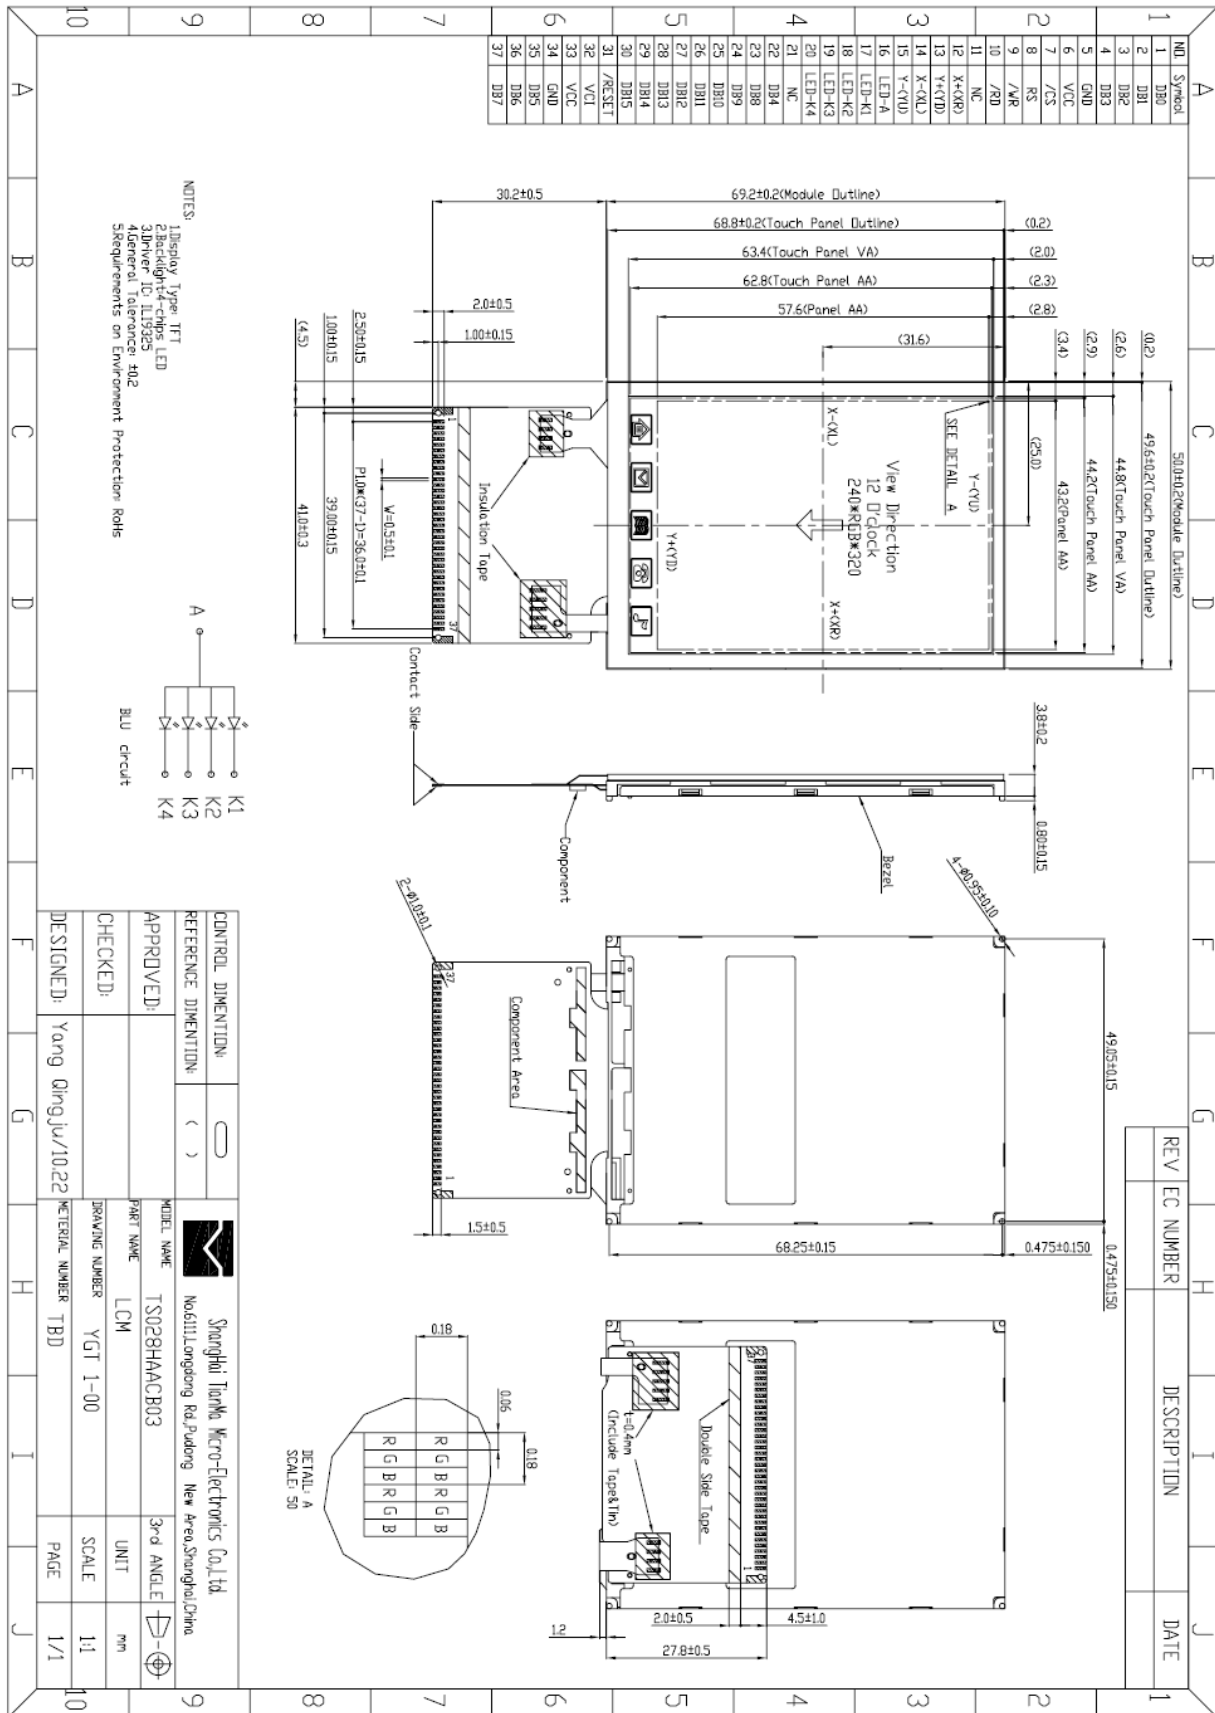 NO. Symbol
1 DB0
2 DB1
3 DB2
4 DB3
5 GND
6 VCC
7 /CS
8 RS
9 /WR
10 /RD
11 NC
12 X+(XR)
13 Y+(YD)
14 X-(XL)
15 Y-(YU)
16 LED-A
17 LED-K1
18 LED-K2
19 LED-K3
20 LED-K4
21 NC
22 DB4
23 DB8
24 DB9
25 DB10
26 DB11
27 DB12
28 DB13
29 DB14
30 DB15
31 /RESET
32 VCI
33 VCC
34 GND
35 DB5
36 DB6
37 DB7
1 2 3 4 5 6 7 8 9 10
A B C D E F G H I J
50.0±0.2(Module Outline)
49.6±0.2(Touch Panel Outline)
44.8(Touch Panel VA)
44.2(Touch Panel AA)
43.2(Panel AA)
(25.0)
(0.2)
(2.6)
(2.9)
(3.4)
(0.2)
(2.0)
(2.3)
(2.8)
69.2±0.2(Module Outline)
68.8±0.2(Touch Panel Outline)
63.4(Touch Panel VA)
62.8(Touch Panel AA)
57.6(Panel AA)
(31.6)
30.2±0.5
2.0±0.5
1.00±0.15
SEE DETAIL A
Y-(YU)
X-(XL)
X+(XR)
Y+(YD)
View Direction
12 O'clock
240*RGB*320
Insulation Tape
1
37
W=0.5±0.1
P1.0*(37-1)=36.0±0.1
2.50±0.15
1.00±0.15
39.00±0.15
(4.5)
41.0±0.3
3.8±0.2
0.80±0.15
Bezel
Component
Contact Side
4-Ø0.95±0.10
49.05±0.15
0.475±0.150
0.475±0.150
68.25±0.15
2-Ø1.0±0.1
37
1
Component Area
1.5±0.5
37
1
Double Side Tape
t=0.4mm
(Include Tape&Tin)
2.0±0.5
4.5±1.0
1.2
27.8±0.5
0.18
0.06
0.18
R G B R G B
R G B R G B
DETAIL: A
SCALE: 50
NOTES:
1.Display Type: TFT
2.Backlight:4-chips LED
3.Driver IC: ILI9325
4.General Tolerance: ±0.2
5.Requirements on Environment Protection: RoHs
A
K1
K2
K3
K4
BLU circuit
REV EC NUMBER DESCRIPTION DATE
CONTROL DIMENTION:
REFERENCE DIMENTION: ( )
APPROVED:
CHECKED:
DESIGNED: Yang Qingju/10.22
ShangHai TianMa Micro-Electronics Co.,Ltd.
No.6111,Longdong Rd.,Pudong New Area,Shanghai,China
MODEL NAME TS028HAACB03 3rd ANGLE
PART NAME LCM UNIT mm
DRAWING NUMBER YGT 1-00 SCALE 1:1
METERIAL NUMBER TBD PAGE 1/1